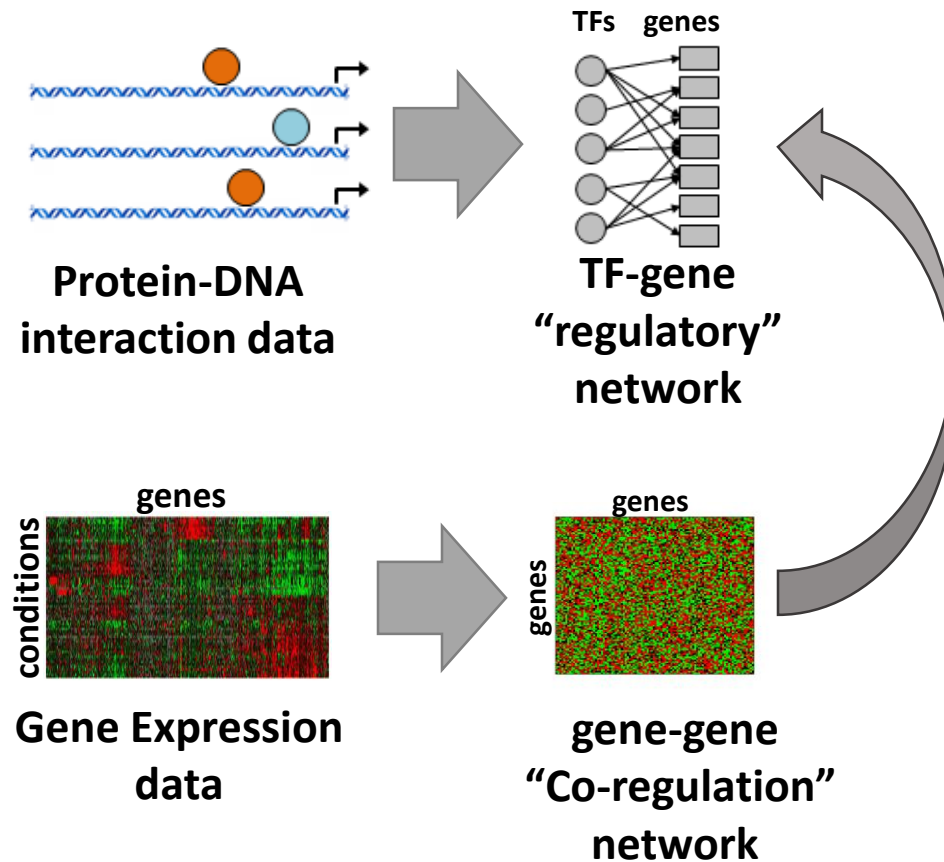 TFs genes
Protein-DNA
interaction data
TF-gene
“regulatory”
network
genes
conditions
Gene Expression
data
genes
genes
gene-gene
“Co-regulation”
network